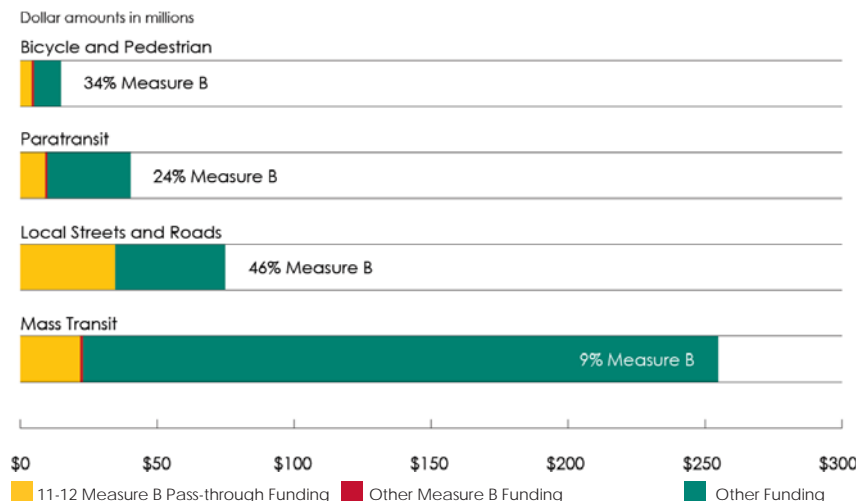 Dollar amounts in millions
Bicycle and Pedestrian
34% Measure B
Paratransit
24% Measure B
Local Streets and Roads
46% Measure B
Mass Transit
9% Measure B
$0 $50 $100 $150 $200 $250 $300
11-12 Measure B Pass-through Funding Other Measure B Funding Other Funding